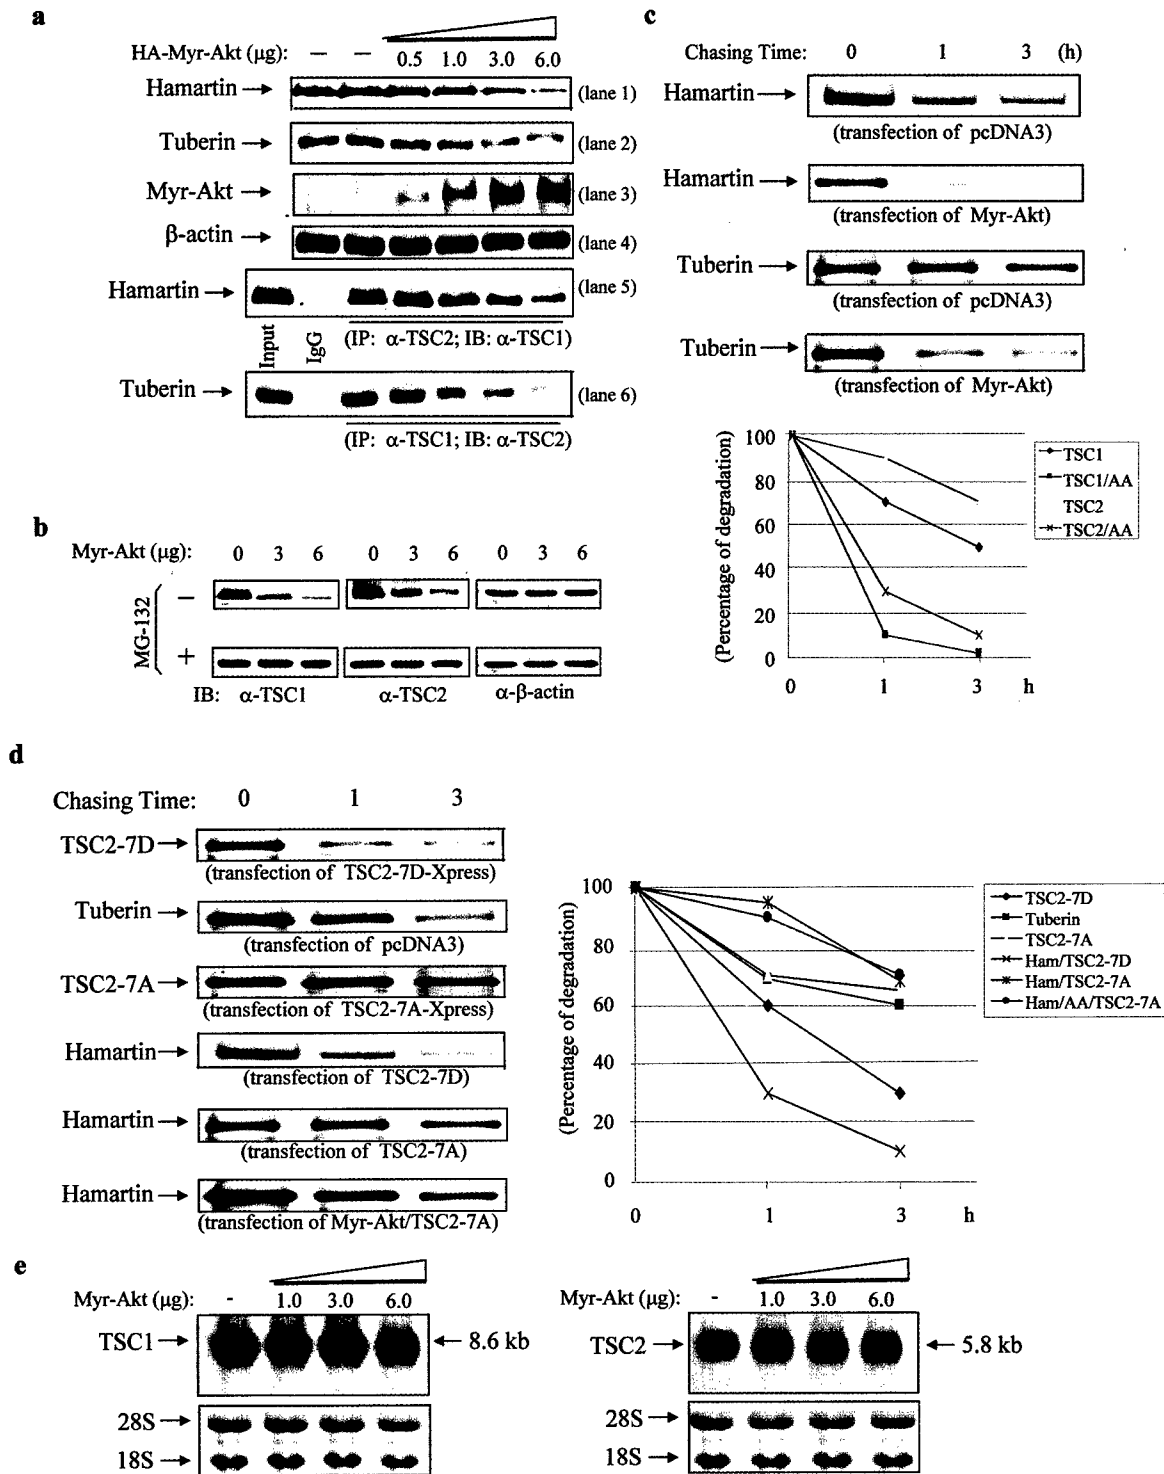 a
HA-Myr-Akt (µg): – – 0.5 1.0 3.0 6.0
Hamartin → (lane 1)
Tuberin → (lane 2)
Myr-Akt → (lane 3)
β-actin → (lane 4)
Hamartin → (lane 5)
Input IgG (IP: α-TSC2; IB: α-TSC1)
Tuberin → (lane 6)
(IP: α-TSC1; IB: α-TSC2)
b
Myr-Akt (µg): 0 3 6 0 3 6 0 3 6
MG-132
–
+
IB: α-TSC1 α-TSC2 α-β-actin
c
Chasing Time: 0 1 3 (h)
Hamartin →
(transfection of pcDNA3)
Hamartin →
(transfection of Myr-Akt)
Tuberin →
(transfection of pcDNA3)
Tuberin →
(transfection of Myr-Akt)
(Percentage of degradation)
100
80
60
40
20
0
0 1 3 h
TSC1
TSC1/AA
TSC2
TSC2/AA
d
Chasing Time: 0 1 3
TSC2-7D →
(transfection of TSC2-7D-Xpress)
Tuberin →
(transfection of pcDNA3)
TSC2-7A →
(transfection of TSC2-7A-Xpress)
Hamartin →
(transfection of TSC2-7D)
Hamartin →
(transfection of TSC2-7A)
Hamartin →
(transfection of Myr-Akt/TSC2-7A)
(Percentage of degradation)
100
80
60
40
20
0
0 1 3 h
TSC2-7D
Tuberin
TSC2-7A
Ham/TSC2-7D
Ham/TSC2-7A
Ham/AA/TSC2-7A
e
Myr-Akt (µg): - 1.0 3.0 6.0
TSC1 → ← 8.6 kb
28S →
18S →
Myr-Akt (µg): - 1.0 3.0 6.0
TSC2 → ← 5.8 kb
28S →
18S →